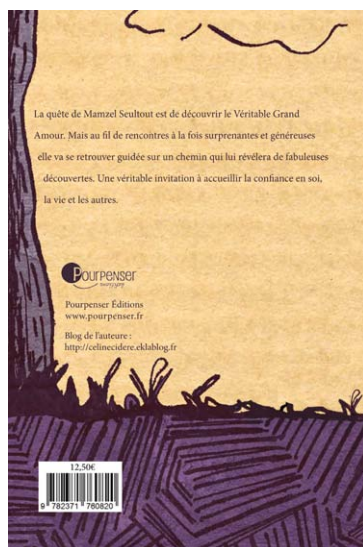 La quête de Mamzel Seultout est de découvrir le Véritable Grand
Amour. Mais au fil de rencontres à la fois surprenantes et généreuses
elle va se retrouver guidée sur un chemin qui lui révélera de fabuleuses
découvertes. Une véritable invitation à accueillir la confiance en soi,
la vie et les autres.
Pourpenser
Pourpenser Éditions
www.pourpenser.fr
Blog de l'auteure :
http://celinecidere.eklablog.fr
12,50€
9 782371 760820